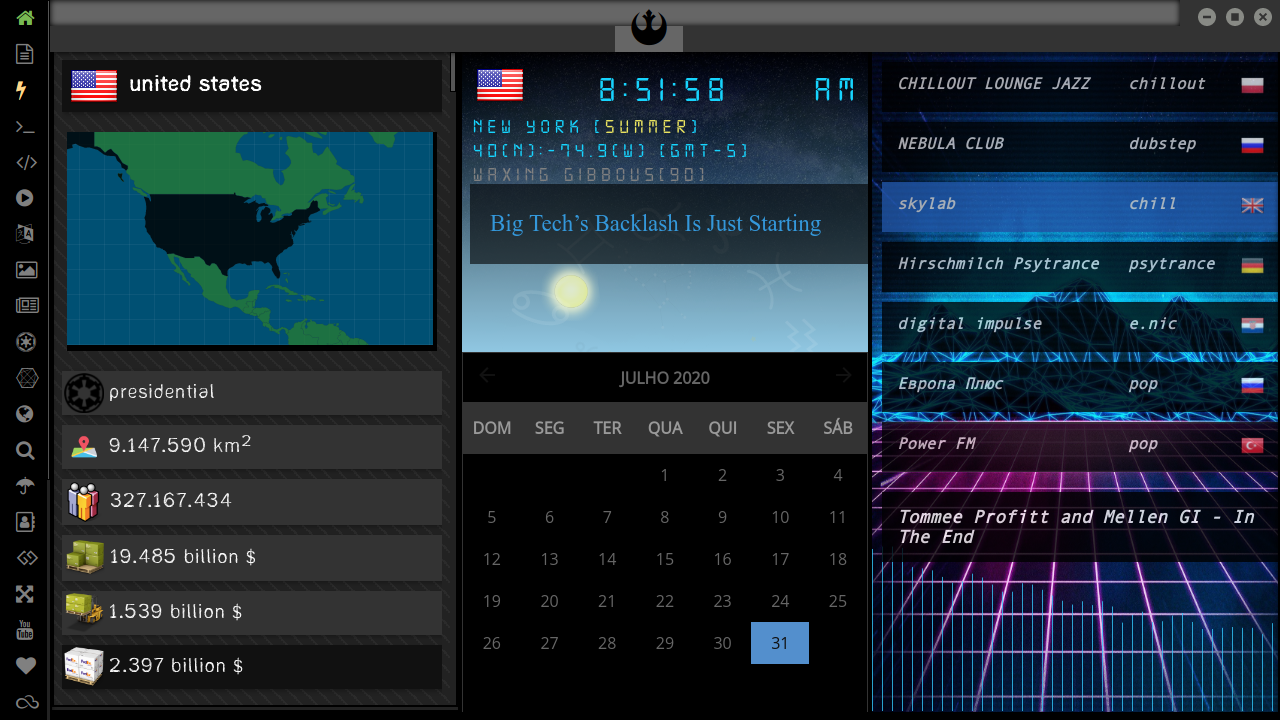 united states
presidential
9.147.590 km²
327.167.434
19.485 billion $
1.539 billion $
2.397 billion $
8:51:58 AM
NEW YORK (SUMMER)
40(N):-74.9(W) (GMT-5)
WAXING GIBBOUS(90)
Big Tech’s Backlash Is Just Starting
JULHO 2020
DOM SEG TER QUA QUI SEX SÁB
1 2 3 4
5 6 7 8 9 10 11
12 13 14 15 16 17 18
19 20 21 22 23 24 25
26 27 28 29 30 31
CHILLOUT LOUNGE JAZZ chillout
NEBULA CLUB dubstep
skylab chill
Hirschmilch Psytrance psytrance
digital impulse e.nic
Европа Плюс pop
Power FM pop
Tommee Profitt and Mellen GI - In
The End
You
Tube